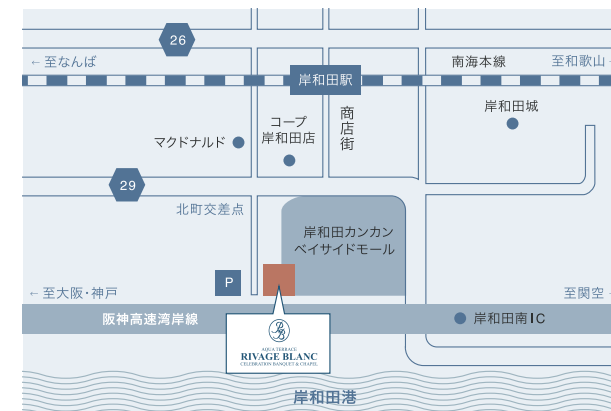 26
←至なんば
岸和田駅
南海本線
至和歌山
岸和田城
コープ
岸和田店
商店街
マクドナルド
29
北町交差点
岸和田カンカン
ベイサイドモール
P
←至大阪・神戸
至関空
阪神高速湾岸線
岸和田南IC
AQUA TERRACE
RIVAGE BLANC
CELEBRATION BANQUET & CHAPEL
岸和田港